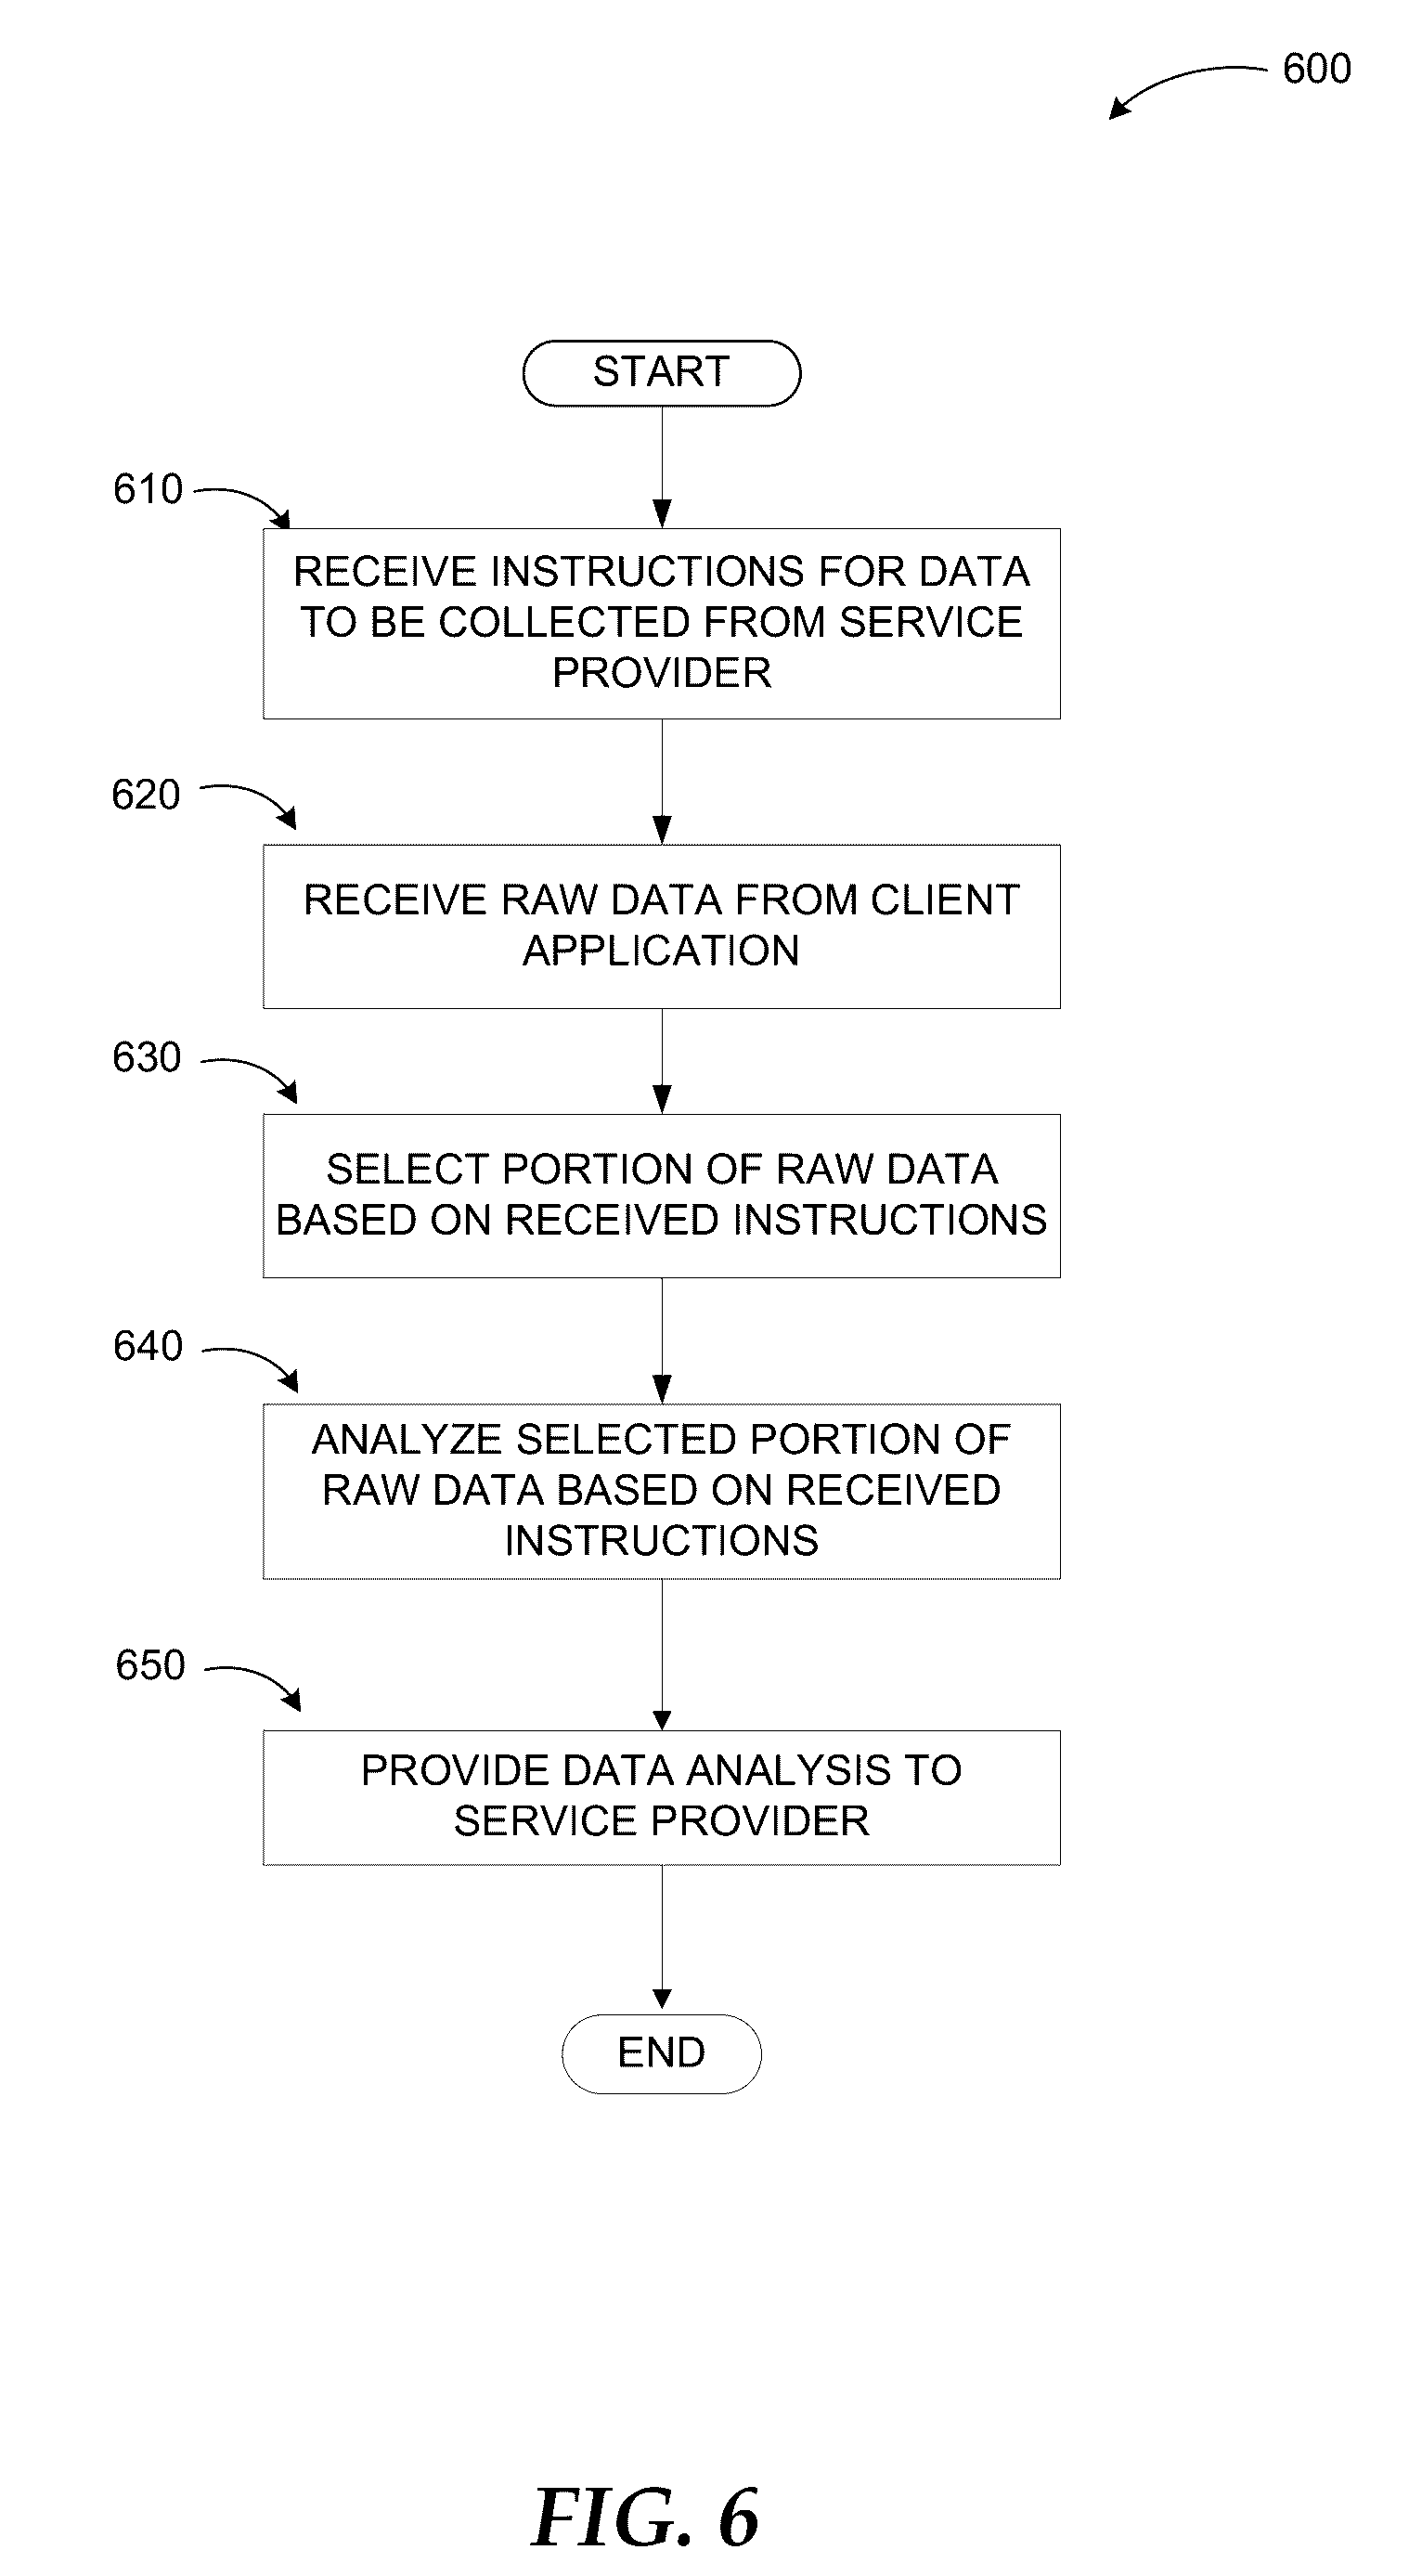 600
START
610
RECEIVE INSTRUCTIONS FOR DATA
TO BE COLLECTED FROM SERVICE
PROVIDER
620
RECEIVE RAW DATA FROM CLIENT
APPLICATION
630
SELECT PORTION OF RAW DATA
BASED ON RECEIVED INSTRUCTIONS
640
ANALYZE SELECTED PORTION OF
RAW DATA BASED ON RECEIVED
INSTRUCTIONS
650
PROVIDE DATA ANALYSIS TO
SERVICE PROVIDER
END
FIG. 6